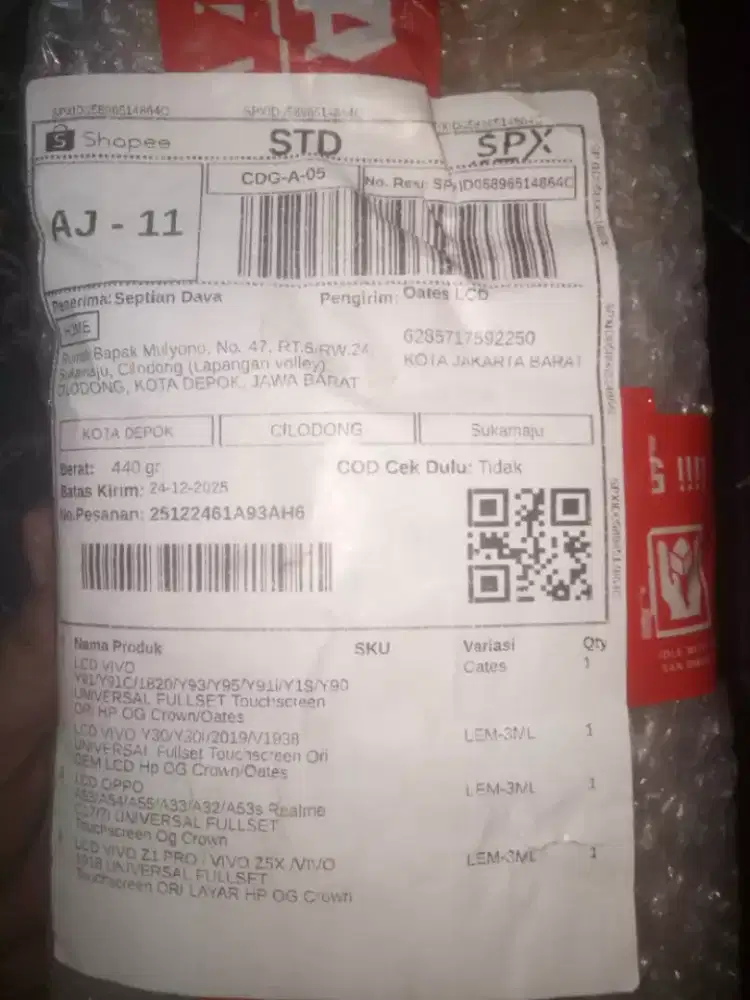 Shopee
STD
SPX
CDG-A-05
No. Resi: SPXID05896514864C
AJ - 11
Penerima: Septian Dava
Pengirim: Oates LCD
HOME
6285717592250
Bapak Mulyono, No. 47, RT.6/RW.24,
KOTA JAKARTA BARAT
Sukamaju, Cilodong (Lapangan volley)
CILODONG, KOTA DEPOK, JAWA BARAT
KOTA DEPOK
CILODONG
Sukamaju
Berat: 440 gr
COD Cek Dulu: Tidak
Batas Kirim: 24-12-2025
No.Pesanan: 25122461A93AH6
Nama Produk SKU Variasi Qty
LCD VIVO Oates 1
Y91/Y91C/1820/Y93/Y95/Y91i/Y1S/Y90
UNIVERSAL FULLSET Touchscreen
ORI HP OG Crown/Oates
LCD VIVO Y30/Y30i/2019/V1938 LEM-3ML 1
UNIVERSAL Fullset Touchscreen Ori
OEM LCD Hp OG Crown/Oates
LCD OPPO LEM-3ML 1
A53/A54/A55/A33/A32/A53s Realme
UNIVERSAL FULLSET
Touchscreen Og Crown
LCD VIVO Z1 PRO / VIVO Z5X /VIVO LEM-3ML 1
1918 UNIVERSAL FULLSET
Touchscreen ORI LAYAR HP OG Crown